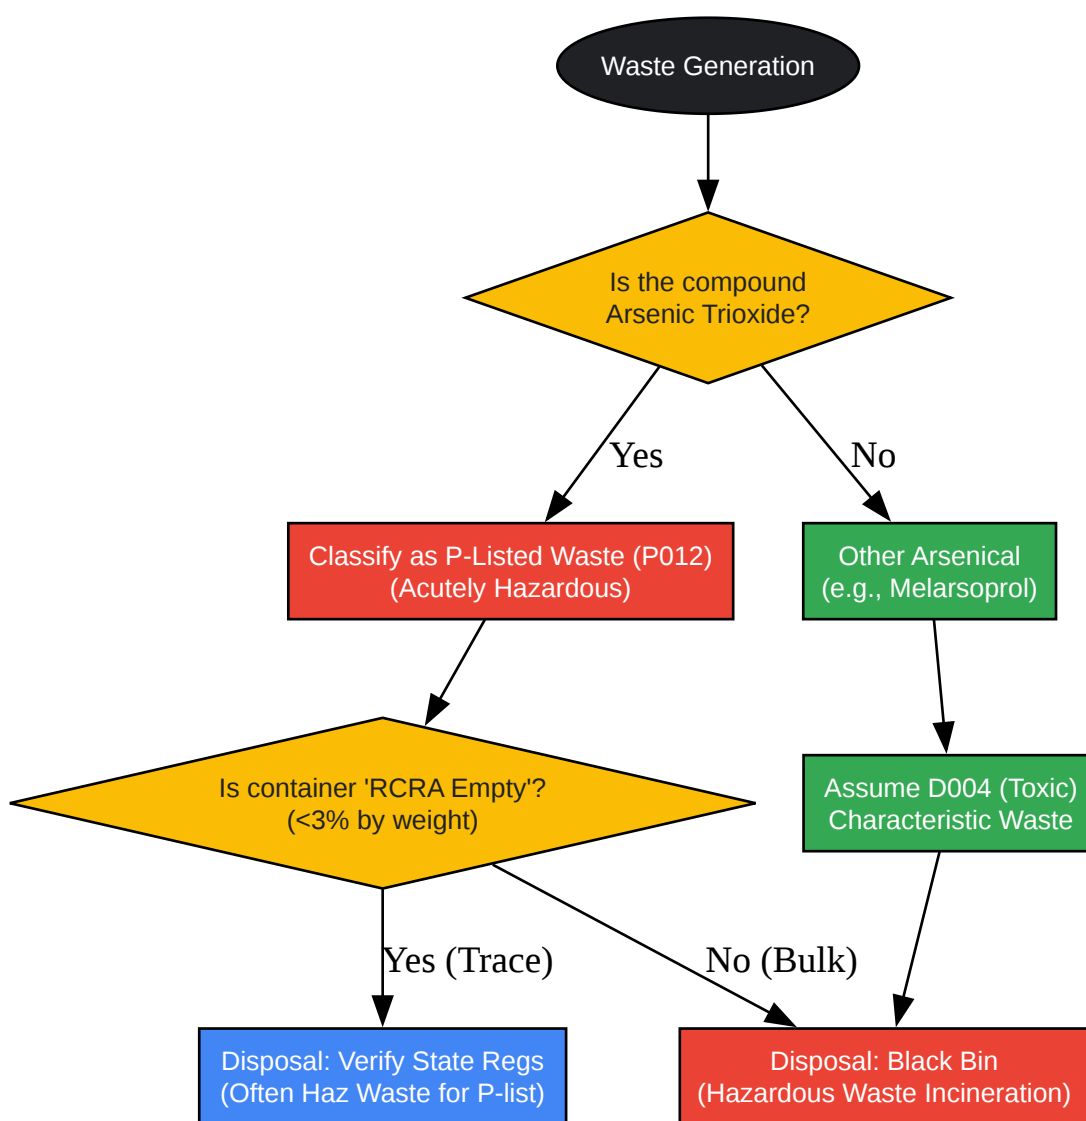 Waste Generation
Is the compound
Arsenic Trioxide?
Yes
No
Classify as P-Listed Waste (P012)
(Acutely Hazardous)
Other Arsenical
(e.g., Melarsoprol)
Is container 'RCRA Empty'?
(<3% by weight)
Assume D004 (Toxic)
Characteristic Waste
Yes (Trace)
No (Bulk)
Disposal: Verify State Regs
(Often Haz Waste for P-list)
Disposal: Black Bin
(Hazardous Waste Incineration)